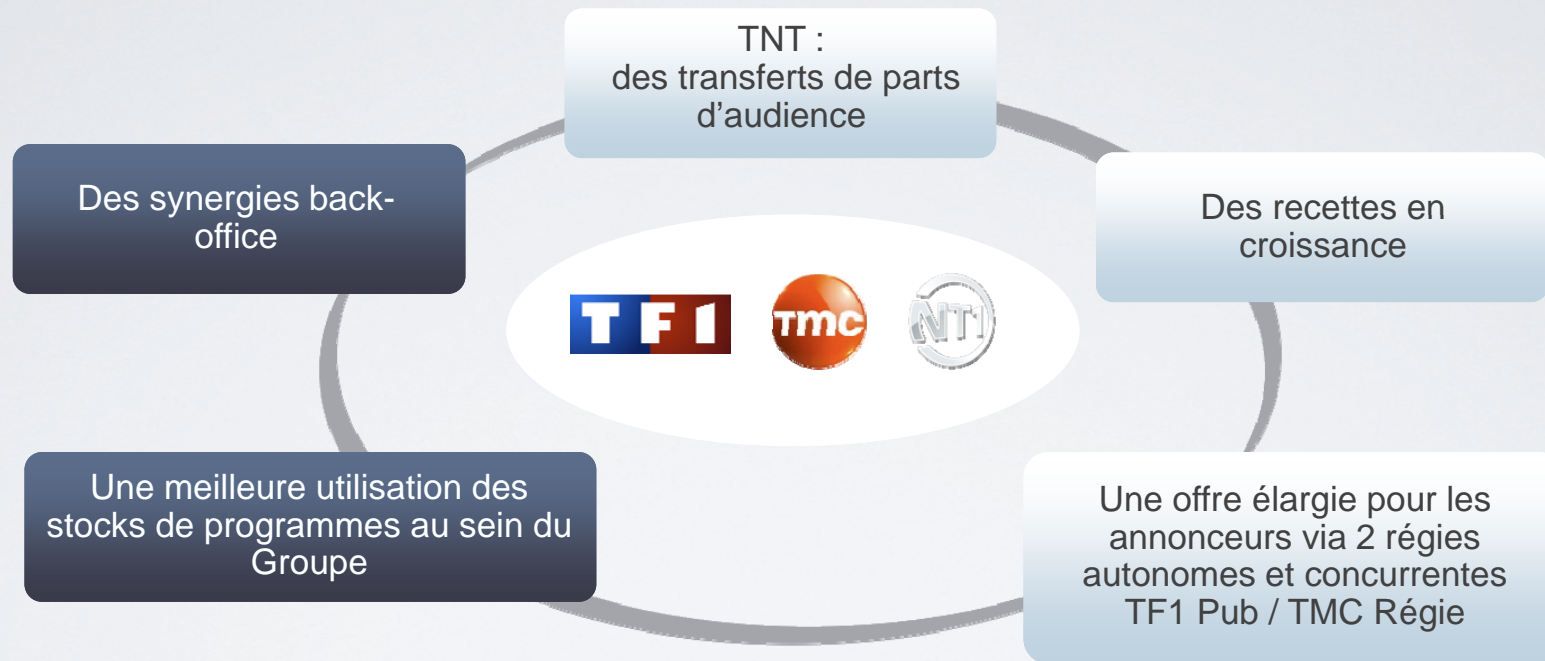 TNT :
des transferts de parts
d'audience
Des synergies back-
office
Des recettes en
croissance
TF1
TMC
NT1
Une meilleure utilisation des
stocks de programmes au sein du
Groupe
Une offre élargie pour les
annonceurs via 2 régies
autonomes et concurrentes
TF1 Pub / TMC Régie